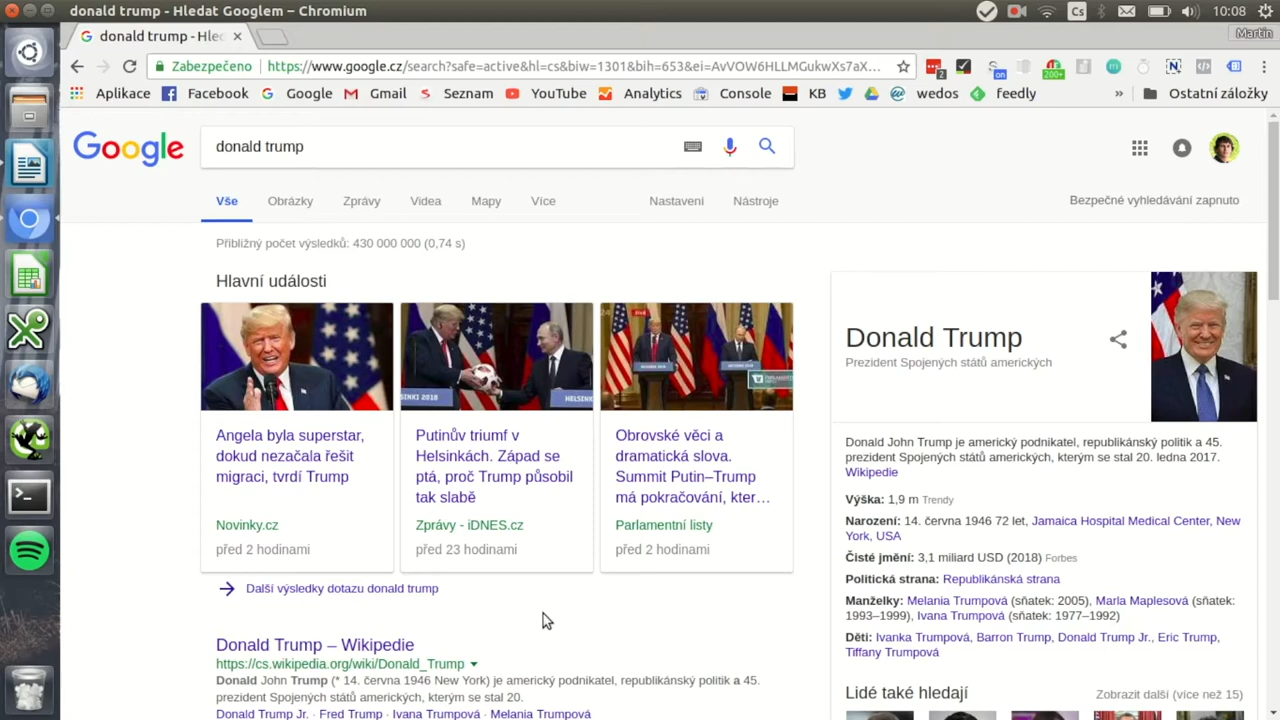 donald trump - Hledat Googlem – Chromium
Cs
10:08
donald trump - Hle
Martin
Zabezpečeno
https://www.google.cz/search?safe=active&hl=cs&biw=1301&bih=653&ei=AvVOW6HLLMGukwXs7aX...
2
on
200+
Aplikace
Facebook
Google
Gmail
Seznam
YouTube
Analytics
Console
KB
wedos
feedly
»
Ostatní záložky
Google
donald trump
Vše
Obrázky
Zprávy
Videa
Mapy
Více
Nastavení
Nástroje
Bezpečné vyhledávání zapnuto
Přibližný počet výsledků: 430 000 000 (0,74 s)
Hlavní události
SINKI 2018
HELSINK
Angela byla superstar,
dokud nezačala řešit
migraci, tvrdí Trump
Novinky.cz
před 2 hodinami
Putinův triumf v
Helsinkách. Západ se
ptá, proč Trump působil
tak slabě
Zprávy - iDNES.cz
před 23 hodinami
Obrovské věci a
dramatická slova.
Summit Putin–Trump
má pokračování, kter…
Parlamentní listy
před 2 hodinami
Další výsledky dotazu donald trump
Donald Trump – Wikipedie
https://cs.wikipedia.org/wiki/Donald_Trump
Donald John Trump (* 14. června 1946 New York) je americký podnikatel, republikánský politik a 45.
prezident Spojených států amerických, kterým se stal 20.
Donald Trump Jr. · Fred Trump · Ivana Trumpová · Melania Trumpová
Donald Trump
Prezident Spojených států amerických
Donald John Trump je americký podnikatel, republikánský politik a 45.
prezident Spojených států amerických, kterým se stal 20. ledna 2017.
Wikipedie
Výška: 1,9 m Trendy
Narození: 14. června 1946 72 let, Jamaica Hospital Medical Center, New
York, USA
Čisté jmění: 3,1 miliard USD (2018) Forbes
Politická strana: Republikánská strana
Manželky: Melania Trumpová (sňatek: 2005), Marla Maplesová (sňatek:
1993–1999), Ivana Trumpová (sňatek: 1977–1992)
Děti: Ivanka Trumpová, Barron Trump, Donald Trump Jr., Eric Trump,
Tiffany Trumpová
Lidé také hledají
Zobrazit další (více než 15)